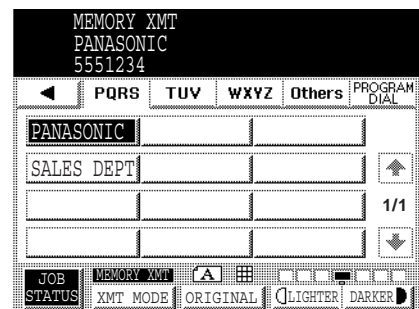 MEMORY XMT
PANASONIC
5551234
PQRS TUV WXYZ Others PROGRAM DIAL
PANASONIC
SALES DEPT
1/1
JOB STATUS
MEMORY XMT A
XMT MODE ORIGINAL LIGHTER DARKER